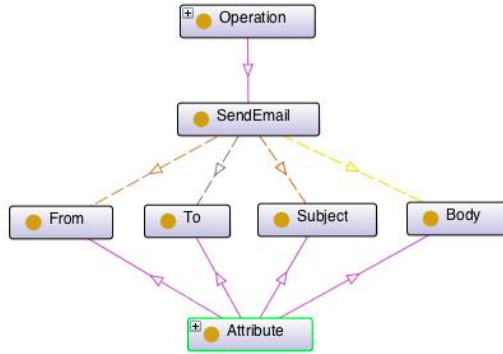 Operation
SendEmail
From
To
Subject
Body
Attribute